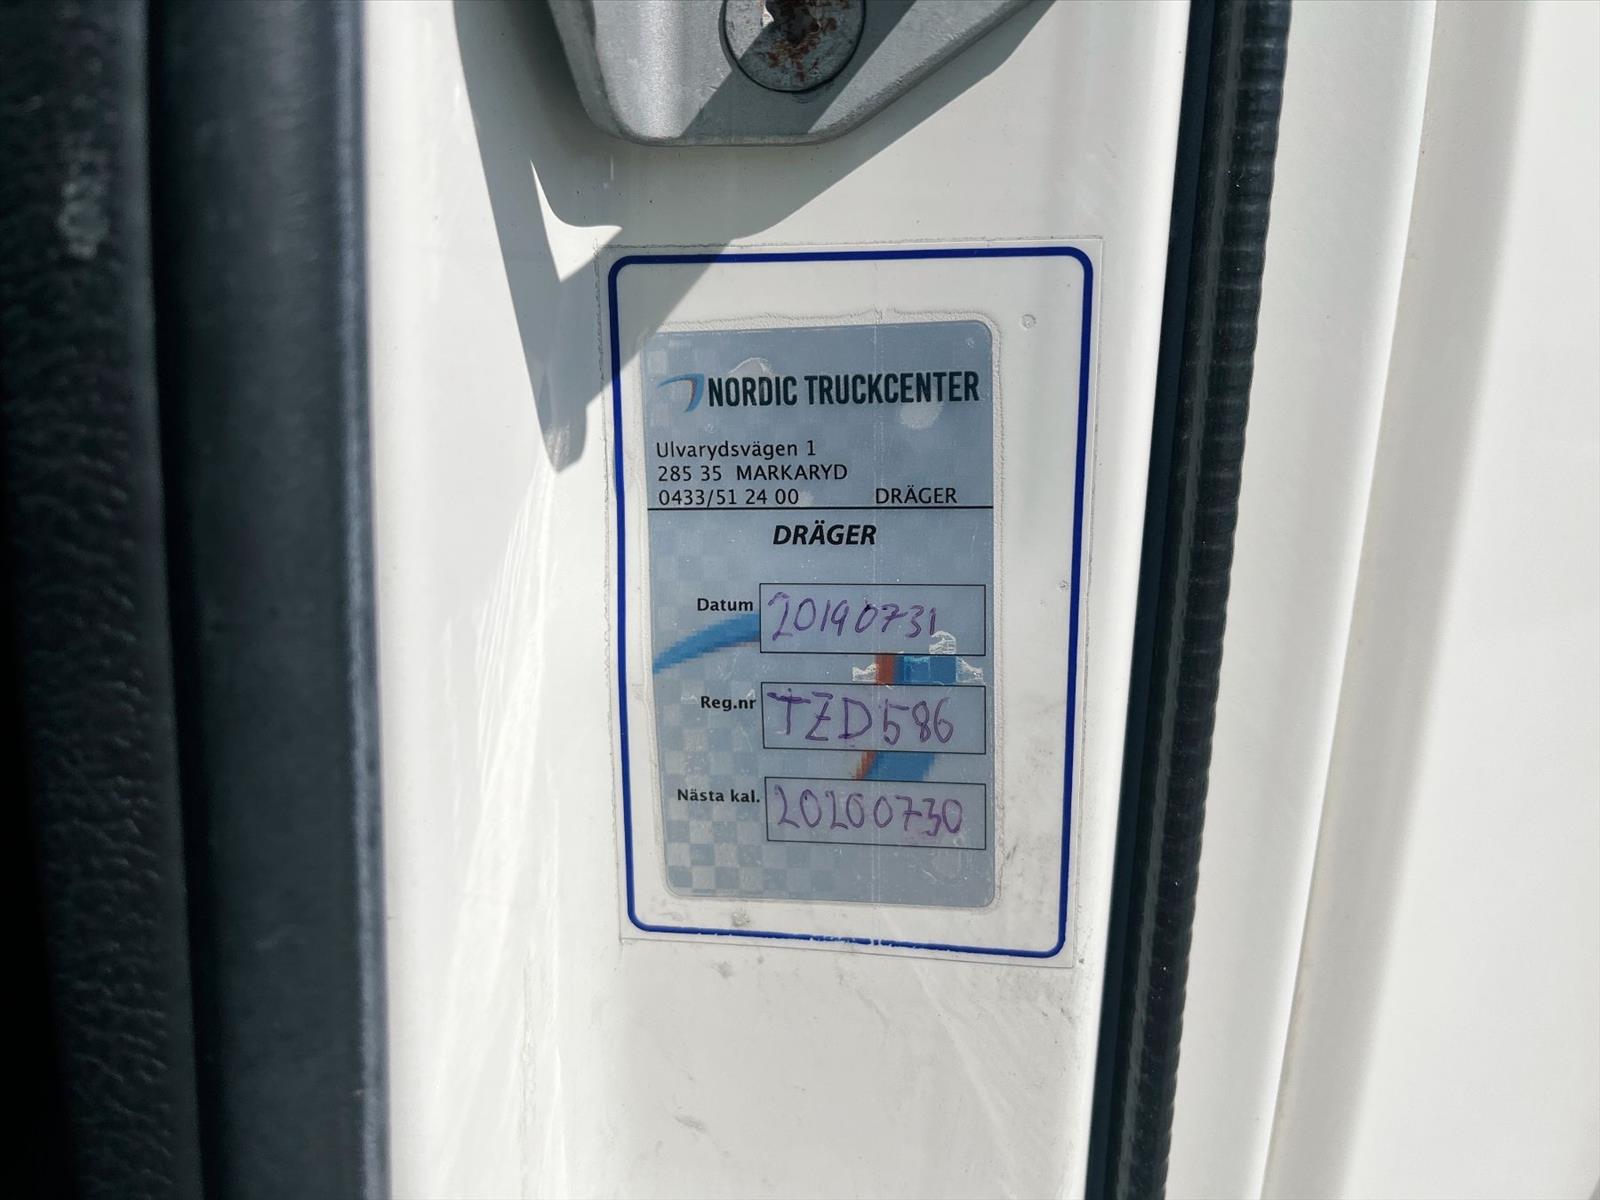 NORDIC TRUCKCENTER
Ulvarydsvägen 1
285 35 MARKARYD
0433/51 24 00 DRÄGER
DRÄGER
Datum 20190731
Reg.nr TZD586
Nästa kal. 20200730